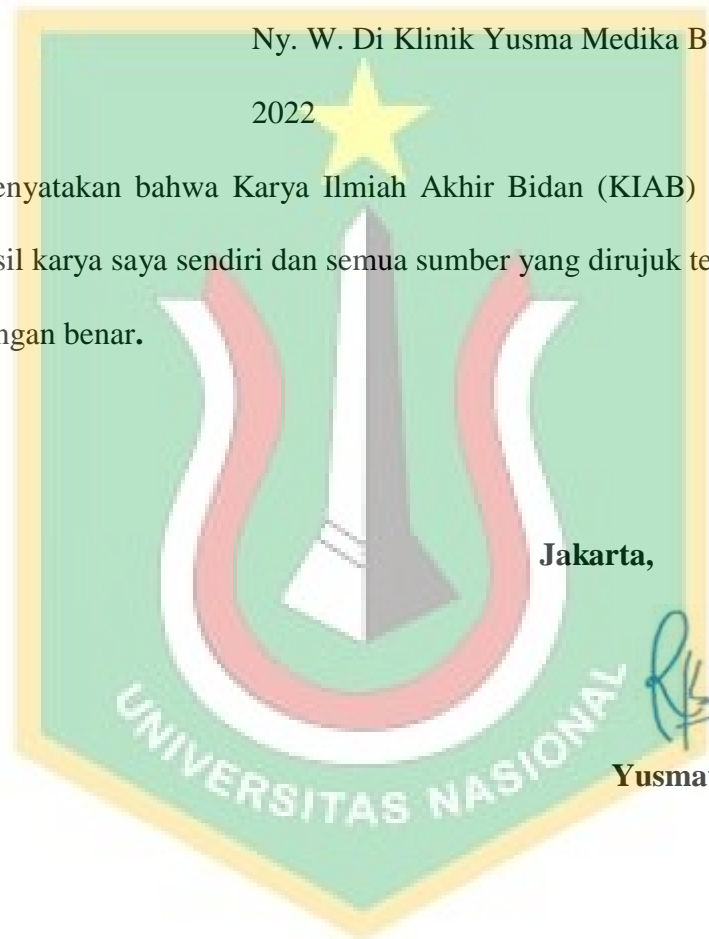 Ny. W. Di Klinik Yusma Medika B
2022
enyatakan bahwa Karya Ilmiah Akhir Bidan (KIAB)
sil karya saya sendiri dan semua sumber yang dirujuk te
ngan benar.
Jakarta,
UNIVERSITAS NASIONAL
Yusma